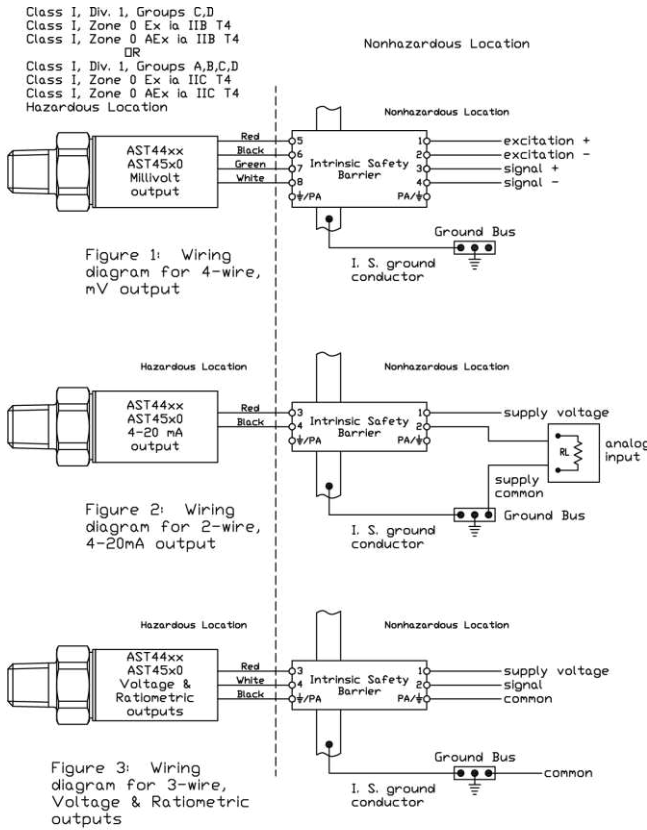 Class I, Div. 1, Groups C,D
Class I, Zone 0 Ex ia IIB T4
Class I, Zone 0 AEx ia IIB T4
OR
Class I, Div. 1, Groups A,B,C,D
Class I, Zone 0 Ex ia IIC T4
Class I, Zone 0 AEx ia IIC T4
Hazardous Location
Nonhazardous Location
Nonhazardous Location
AST44xx
AST45x0
Millivolt
output
Red
Black
Green
White
5
6
7
8
⏚/PA
Intrinsic Safety
Barrier
1
2
3
4
PA/⏚
excitation +
excitation -
signal +
signal -
Ground Bus
I. S. ground
conductor
Figure 1: Wiring
diagram for 4-wire,
mV output
Hazardous Location
Nonhazardous Location
AST44xx
AST45x0
4-20 mA
output
Red
Black
3
4
⏚/PA
Intrinsic Safety
Barrier
1
2
PA/⏚
supply voltage
RL
analog
input
supply
common
Ground Bus
I. S. ground
conductor
Figure 2: Wiring
diagram for 2-wire,
4-20mA output
Hazardous Location
Nonhazardous Location
AST44xx
AST45x0
Voltage &
Ratiometric
outputs
Red
White
Black
3
4
⏚/PA
Intrinsic Safety
Barrier
1
2
PA/⏚
supply voltage
signal
common
Ground Bus
common
I. S. ground
conductor
Figure 3: Wiring
diagram for 3-wire,
Voltage & Ratiometric
outputs